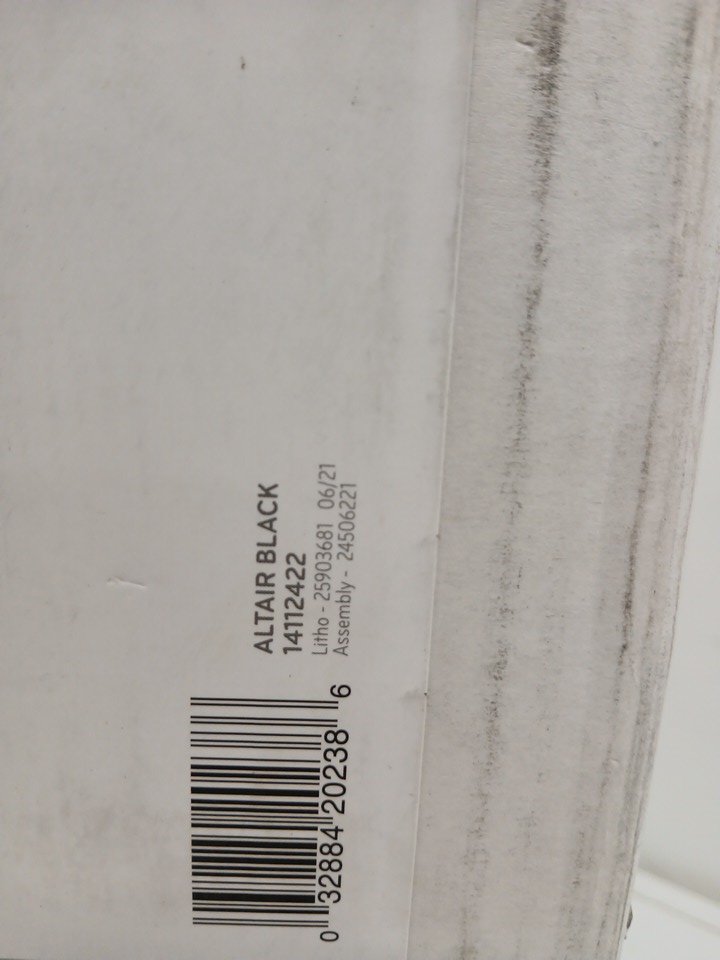 ALTAIR BLACK
14112422
Litho - 25903681 06/21
Assembly - 24506221
0 32884 20238 6